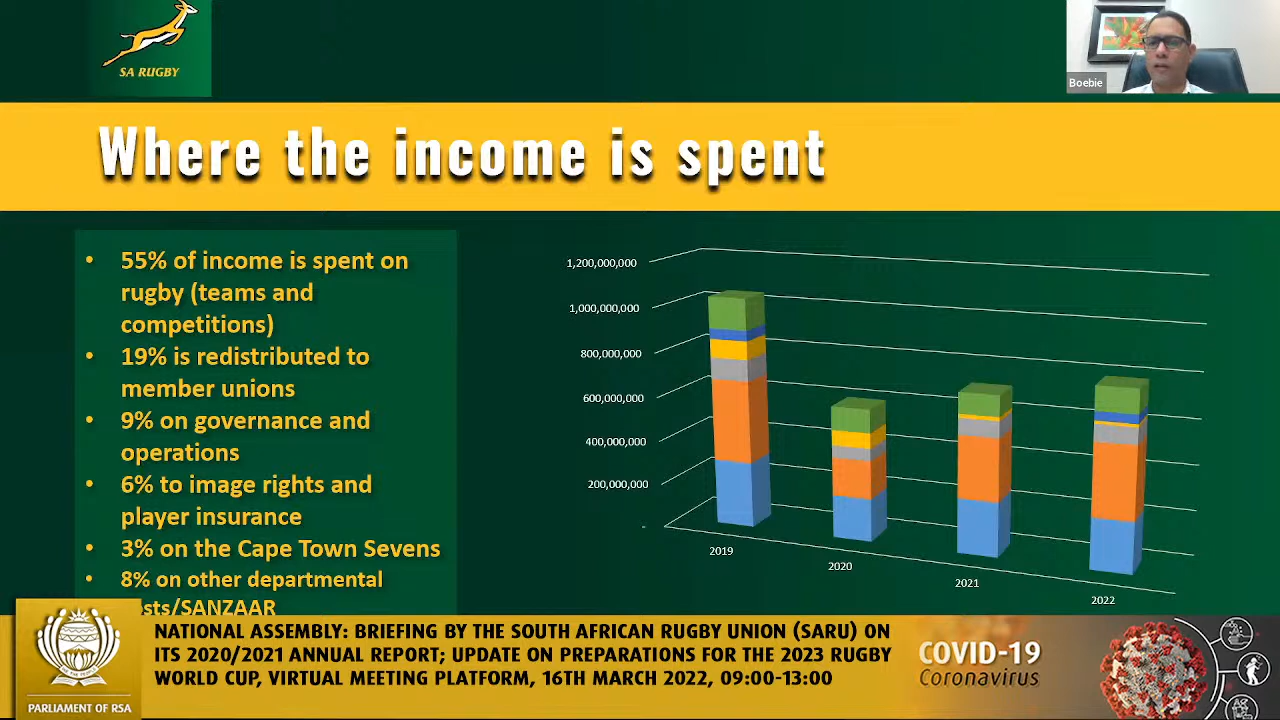 SA RUGBY
Boebie
Where the income is spent
• 55% of income is spent on
rugby (teams and
competitions)
• 19% is redistributed to
member unions
• 9% on governance and
operations
• 6% to image rights and
player insurance
• 3% on the Cape Town Sevens
• 8% on other departmental
osts/SANZAAR
1,200,000,000
1,000,000,000
800,000,000
600,000,000
400,000,000
200,000,000
-
2019
2020
2021
2022
PARLIAMENT OF RSA
NATIONAL ASSEMBLY: BRIEFING BY THE SOUTH AFRICAN RUGBY UNION (SARU) ON
ITS 2020/2021 ANNUAL REPORT; UPDATE ON PREPARATIONS FOR THE 2023 RUGBY
WORLD CUP, VIRTUAL MEETING PLATFORM, 16TH MARCH 2022, 09:00-13:00
COVID-19
Coronavirus